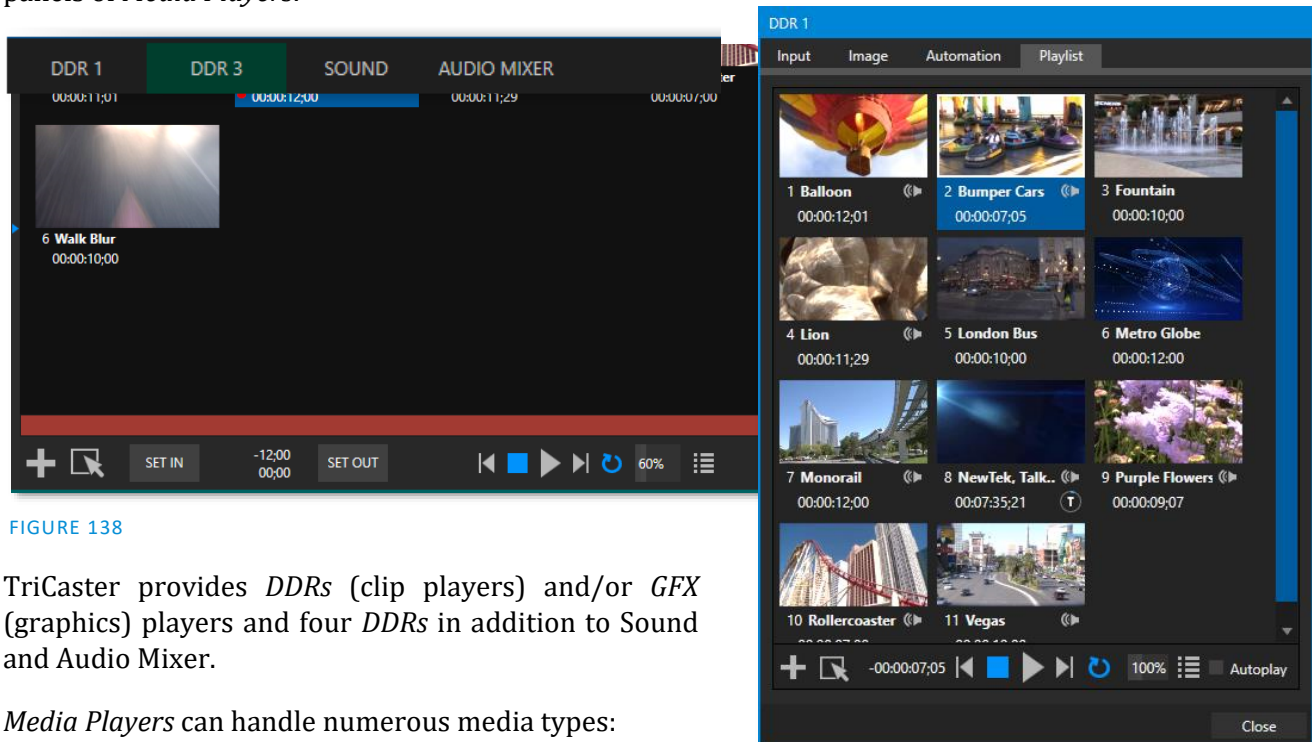 DDR 1 DDR 3 SOUND AUDIO MIXER
00:00:11;01 00:00:12;00 00:00:11;29 00:00:07;00
6 Walk Blur
00:00:10;00
SET IN -12;00 SET OUT 60%
00;00
FIGURE 138
TriCaster provides DDRs (clip players) and/or GFX
(graphics) players and four DDRs in addition to Sound
and Audio Mixer.
Media Players can handle numerous media types:
DDR 1
Input Image Automation Playlist
1 Balloon 2 Bumper Cars 3 Fountain
00:00:12;01 00:00:07;05 00:00:10;00
4 Lion 5 London Bus 6 Metro Globe
00:00:11;29 00:00:10;00 00:00:12:00
7 Monorail 8 NewTek, Talk.. 9 Purple Flowers
00:00:12;00 00:07:35;21 T 00:00:09;07
10 Rollercoaster 11 Vegas
-00:00:07;05 100% Autoplay
Close